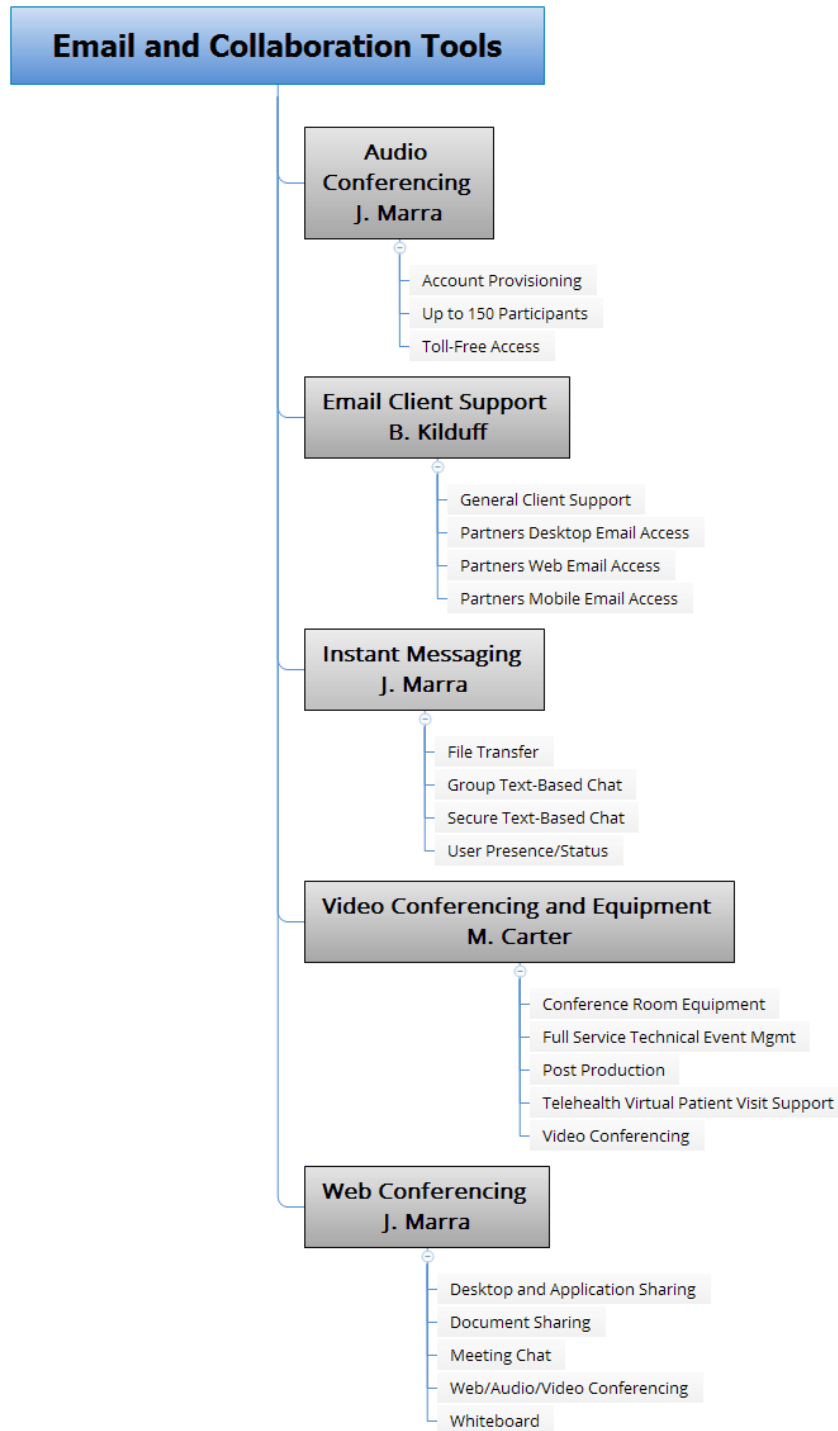 Email and Collaboration Tools
Audio
Conferencing
J. Marra
Account Provisioning
Up to 150 Participants
Toll-Free Access
Email Client Support
B. Kilduff
General Client Support
Partners Desktop Email Access
Partners Web Email Access
Partners Mobile Email Access
Instant Messaging
J. Marra
File Transfer
Group Text-Based Chat
Secure Text-Based Chat
User Presence/Status
Video Conferencing and Equipment
M. Carter
Conference Room Equipment
Full Service Technical Event Mgmt
Post Production
Telehealth Virtual Patient Visit Support
Video Conferencing
Web Conferencing
J. Marra
Desktop and Application Sharing
Document Sharing
Meeting Chat
Web/Audio/Video Conferencing
Whiteboard